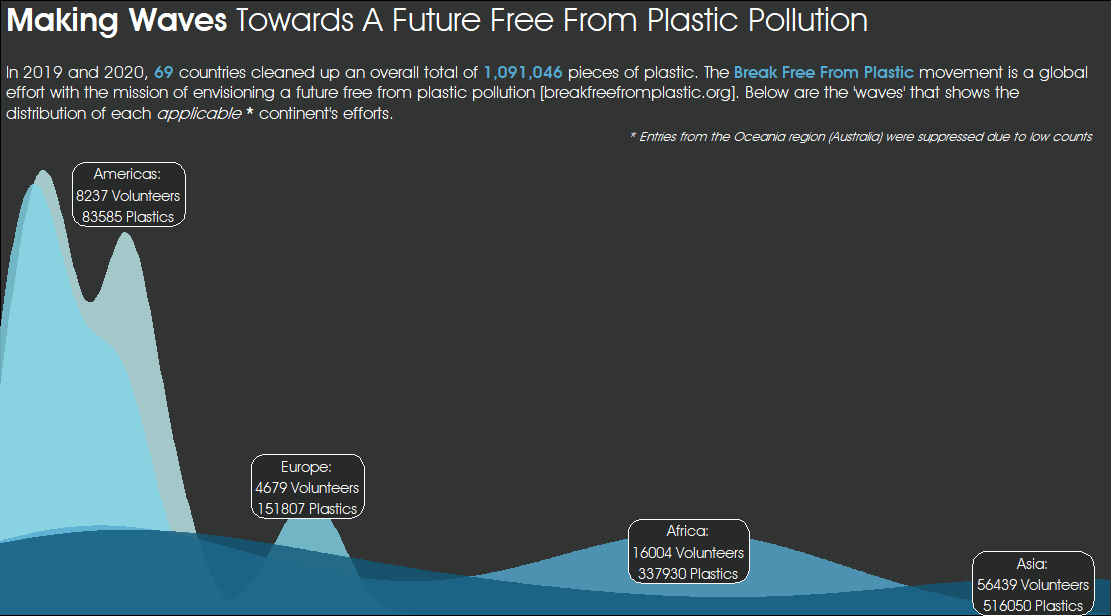 Making Waves Towards A Future Free From Plastic Pollution
In 2019 and 2020, 69 countries cleaned up an overall total of 1,091,046 pieces of plastic. The Break Free From Plastic movement is a global
effort with the mission of envisioning a future free from plastic pollution [breakfreefromplastic.org]. Below are the 'waves' that shows the
distribution of each applicable * continent's efforts.
* Entries from the Oceania region (Australia) were suppressed due to low counts
Americas:
8237 Volunteers
83585 Plastics
Europe:
4679 Volunteers
151807 Plastics
Africa:
16004 Volunteers
337930 Plastics
Asia:
56439 Volunteers
516050 Plastics